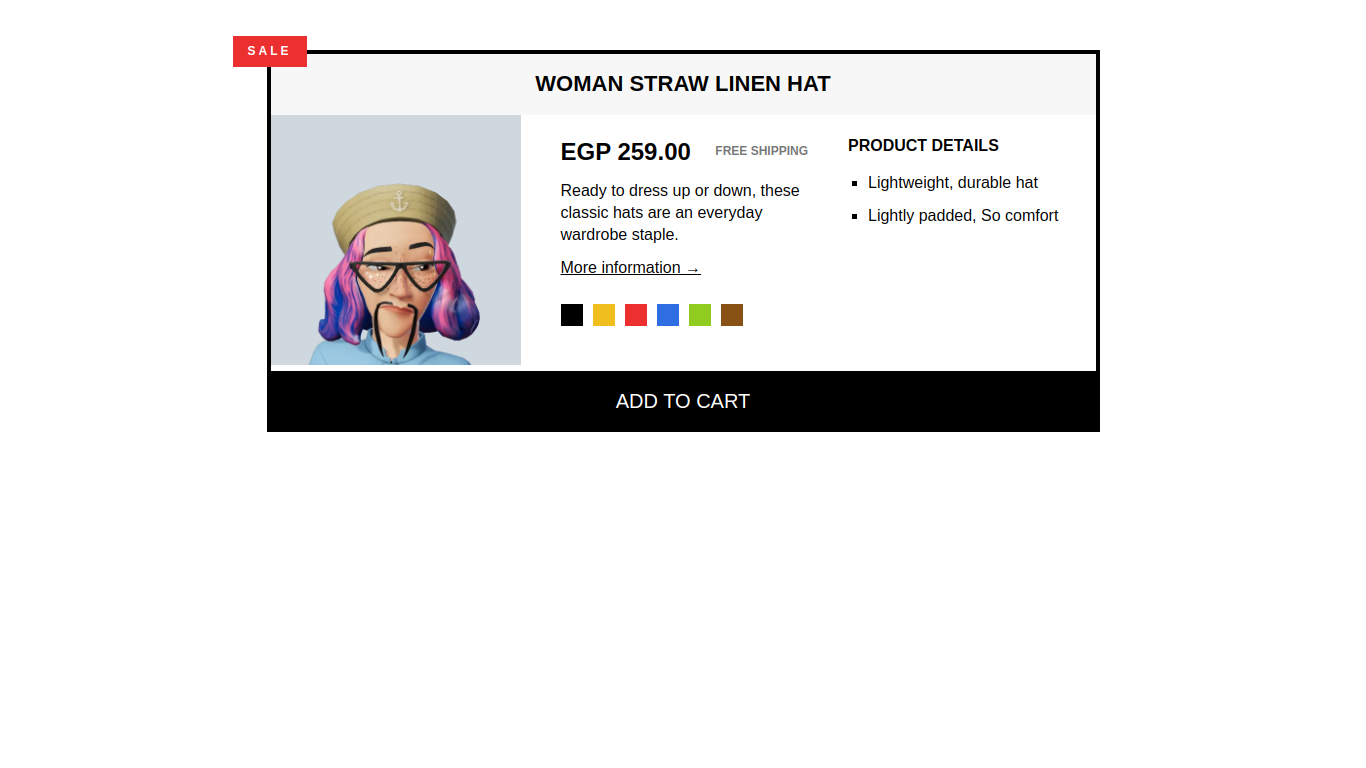 SALE
WOMAN STRAW LINEN HAT
EGP 259.00 FREE SHIPPING
Ready to dress up or down, these
classic hats are an everyday
wardrobe staple.
More information →
PRODUCT DETAILS
Lightweight, durable hat
Lightly padded, So comfort
ADD TO CART